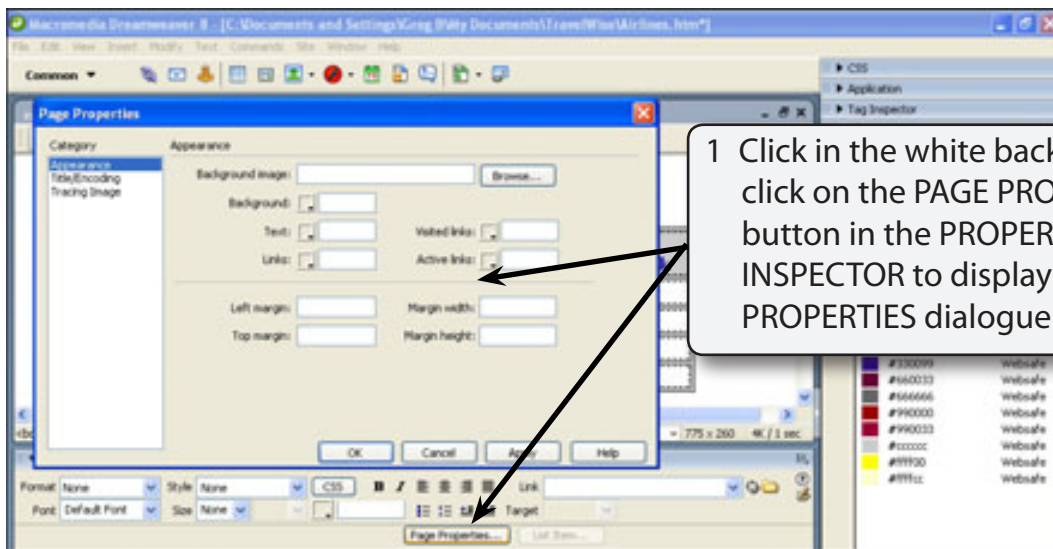 Macromedia Dreamweaver 8 - [C:\Documents and Settings\Greg B\My Documents\TravelWise\Airlines.htm*]
File Edit View Insert Modify Text Commands Site Window Help
Common
CSS
Application
Tag Inspector
Page Properties
Category
Appearance
Appearance
Title/Encoding
Tracing Image
Background image:
Browse...
Background:
Text:
Visited links:
Links:
Active links:
Left margin:
Margin width:
Top margin:
Margin height:
OK
Cancel
Apply
Help
1 Click in the white back
click on the PAGE PRO
button in the PROPER
INSPECTOR to display
PROPERTIES dialogue
#330099 Websafe
#660033 Websafe
#666666 Websafe
#990000 Websafe
#990033 Websafe
#cccccc Websafe
#ffff00 Websafe
#ffffcc Websafe
775 x 260 4K / 1 sec
Format None Style None CSS B I Link
Font Default Font Size None Target
Page Properties... List Item...